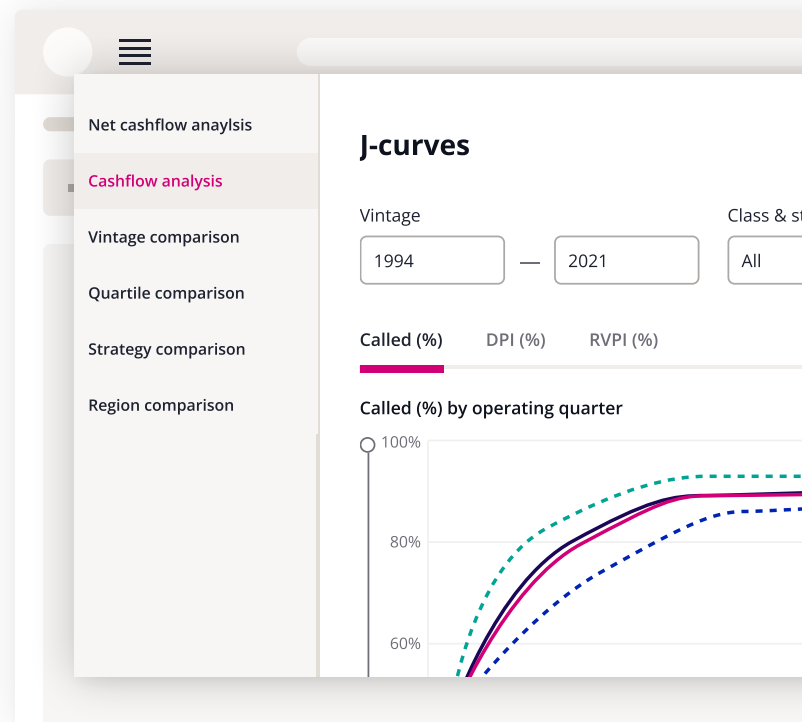 Net cashflow anaylsis
Cashflow analysis
Vintage comparison
Quartile comparison
Strategy comparison
Region comparison
J-curves
Vintage
Class & st
1994 — 2021
All
Called (%)
DPI (%)
RVPI (%)
Called (%) by operating quarter
100%
80%
60%